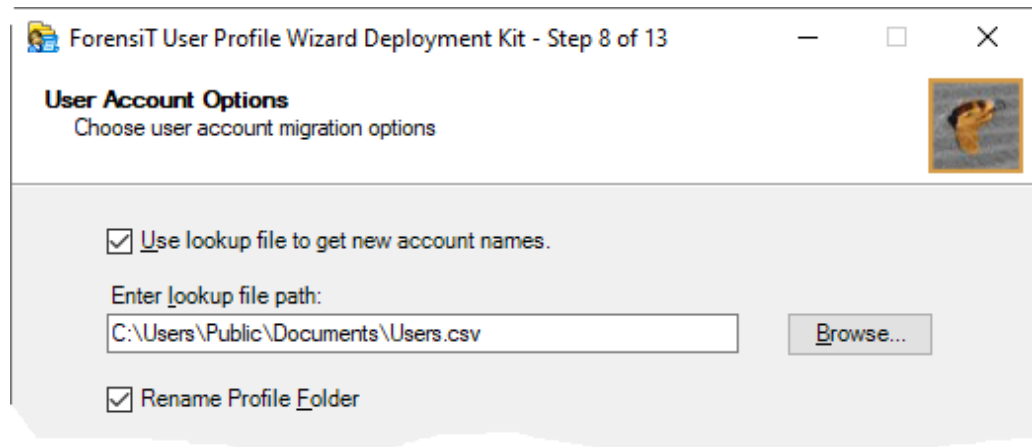 ForensiT User Profile Wizard Deployment Kit - Step 8 of 13
User Account Options
Choose user account migration options
Use lookup file to get new account names.
Enter lookup file path:
C:\Users\Public\Documents\Users.csv
Browse...
Rename Profile Folder